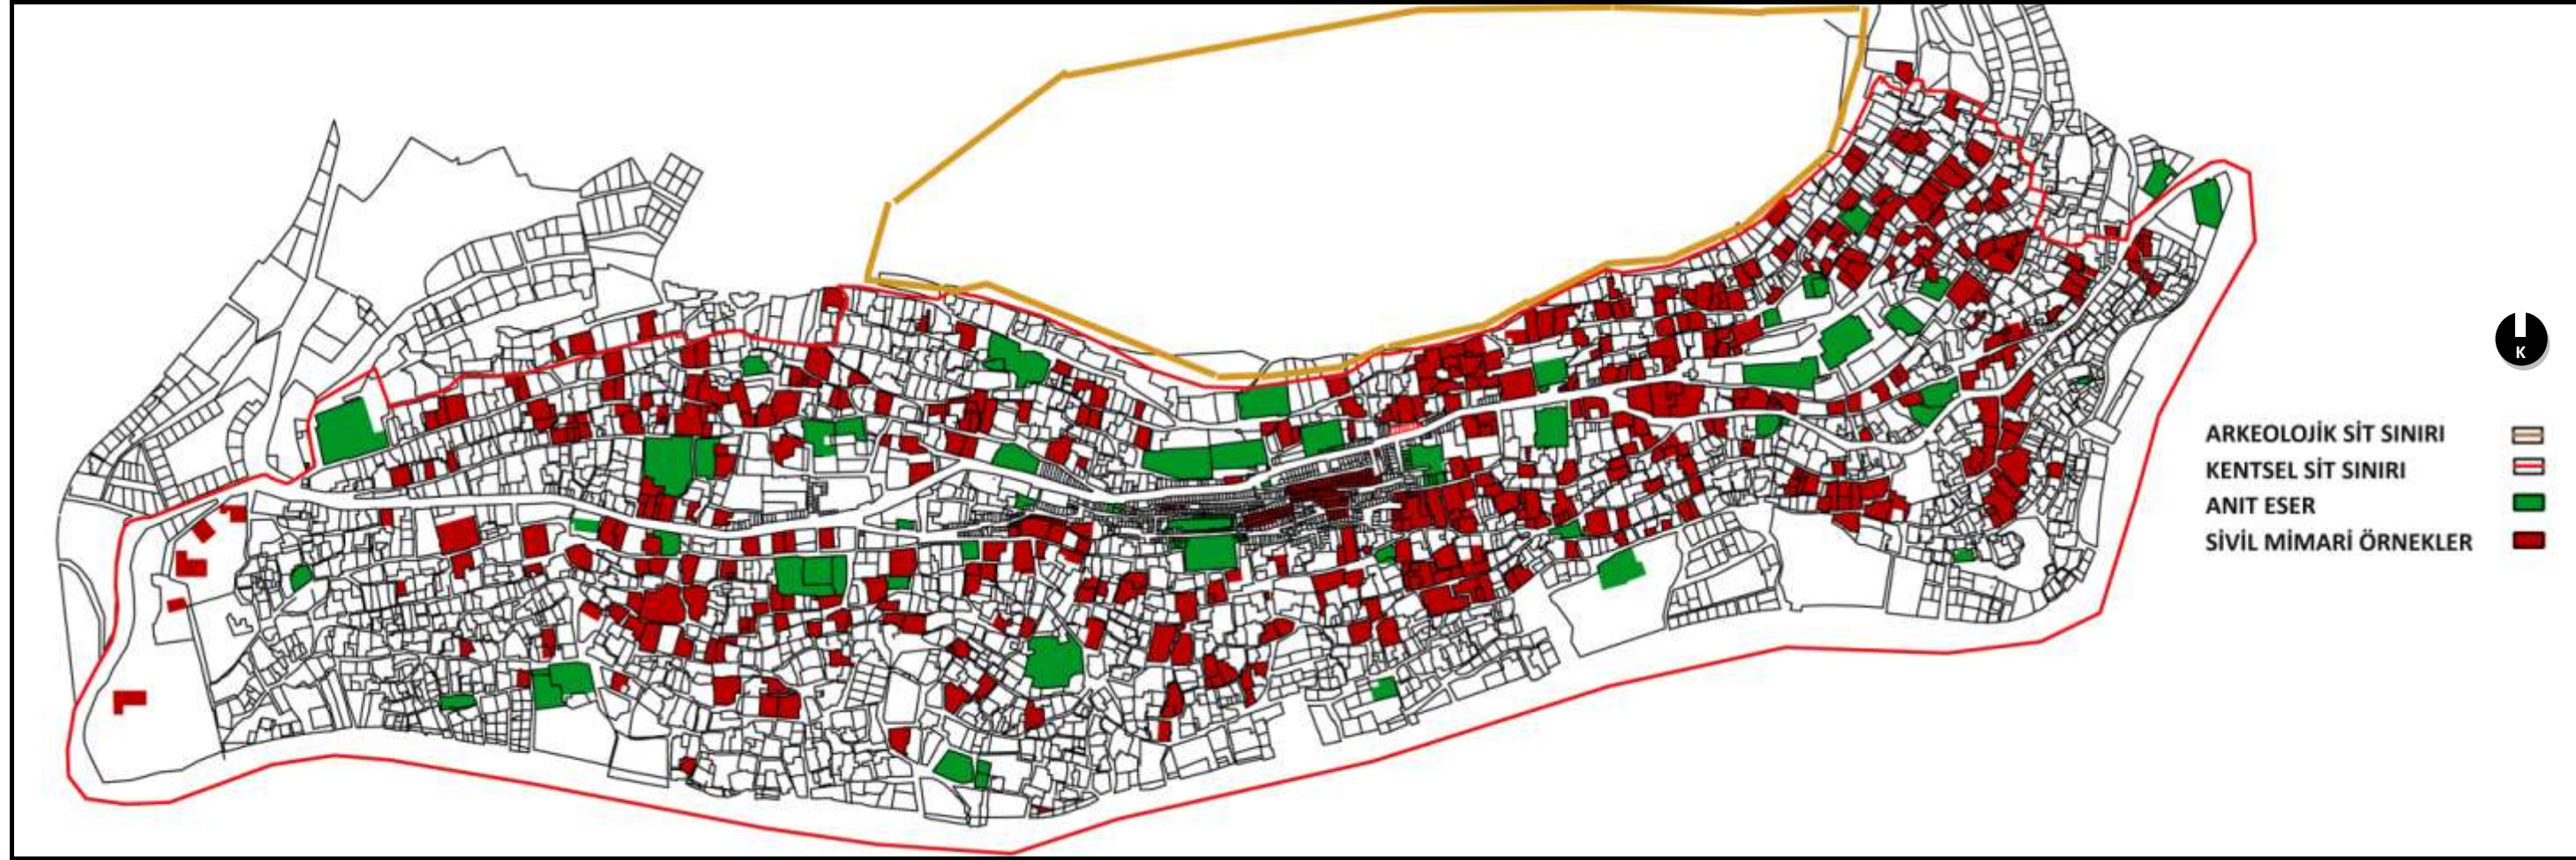 K
ARKEOLOJİK SİT SINIRI
KENTSEL SİT SINIRI
ANIT ESER
SİVİL MİMARİ ÖRNEKLER